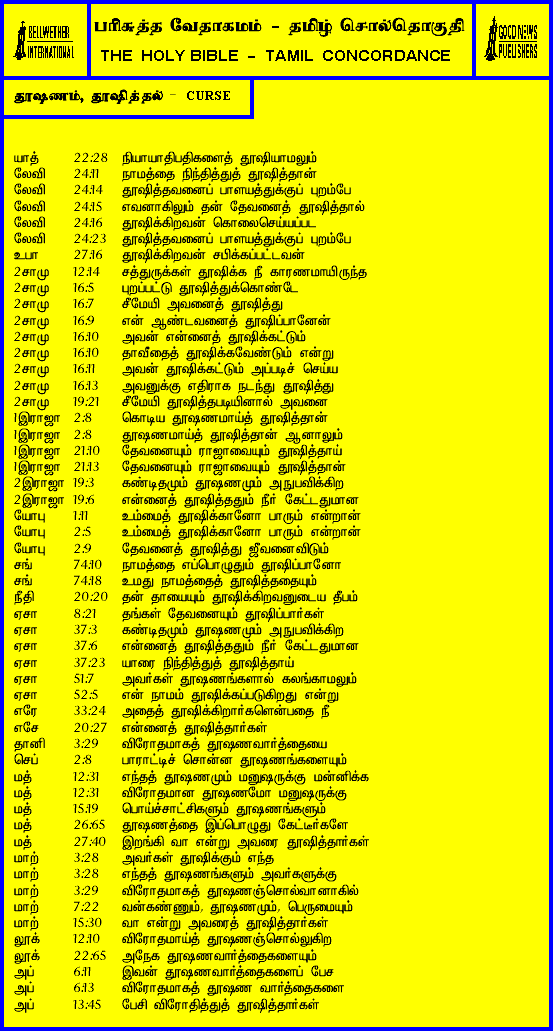 BELLWETHER INTERNATIONAL
பரிசுத்த வேதாகமம் - தமிழ் சொல்தொகுதி
THE HOLY BIBLE - TAMIL CONCORDANCE
GOOD NEWS PUBLISHERS
தூஷணம், தூஷித்தல் - CURSE
யாத் 22:28 நியாயாதிபதிகளைத் தூஷியாமலும்
லேவி 24:11 நாமத்தை நிந்தித்துத் தூஷித்தான்
லேவி 24:14 தூஷித்தவனைப் பாளயத்துக்குப் புறம்பே
லேவி 24:15 எவனாகிலும் தன் தேவனைத் தூஷித்தால்
லேவி 24:16 தூஷிக்கிறவன் கொலைசெய்யப்பட
லேவி 24:23 தூஷித்தவனைப் பாளயத்துக்குப் புறம்பே
உபா 27:16 தூஷிக்கிறவன் சபிக்கப்பட்டவன்
2சாமு 12:14 சத்துருக்கள் தூஷிக்க நீ காரணமாயிருந்த
2சாமு 16:5 புறப்பட்டு தூஷித்துக்கொண்டே
2சாமு 16:7 சீமேயி அவனைத் தூஷித்து
2சாமு 16:9 என் ஆண்டவனைத் தூஷிப்பானேன்
2சாமு 16:10 அவன் என்னைத் தூஷிக்கட்டும்
2சாமு 16:10 தாவீதைத் தூஷிக்கவேண்டும் என்று
2சாமு 16:11 அவன் தூஷிக்கட்டும் அப்படிச் செய்ய
2சாமு 16:13 அவனுக்கு எதிராக நடந்து தூஷித்து
2சாமு 19:21 சீமேயி தூஷித்தபடியினால் அவனை
1இராஜா 2:8 கொடிய தூஷணமாய்த் தூஷித்தான்
1இராஜா 2:8 தூஷணமாய்த் தூஷித்தான் ஆனாலும்
1இராஜா 21:10 தேவனையும் ராஜாவையும் தூஷித்தாய்
1இராஜா 21:13 தேவனையும் ராஜாவையும் தூஷித்தான்
2இராஜா 19:3 கண்டிதமும் தூஷணமும் அநுபவிக்கிற
2இராஜா 19:6 என்னைத் தூஷித்ததும் நீர் கேட்டதுமான
யோபு 1:11 உம்மைத் தூஷிக்கானோ பாரும் என்றான்
யோபு 2:5 உம்மைத் தூஷிக்கானோ பாரும் என்றான்
யோபு 2:9 தேவனைத் தூஷித்து ஜீவனைவிடும்
சங் 74:10 நாமத்தை எப்பொழுதும் தூஷிப்பானோ
சங் 74:18 உமது நாமத்தைத் தூஷித்ததையும்
நீதி 20:20 தன் தாயையும் தூஷிக்கிறவனுடைய தீபம்
ஏசா 8:21 தங்கள் தேவனையும் தூஷிப்பார்கள்
ஏசா 37:3 கண்டிதமும் தூஷணமும் அநுபவிக்கிற
ஏசா 37:6 என்னைத் தூஷித்ததும் நீர் கேட்டதுமான
ஏசா 37:23 யாரை நிந்தித்துத் தூஷித்தாய்
ஏசா 51:7 அவர்கள் தூஷணங்களால் கலங்காமலும்
ஏசா 52:5 என் நாமம் தூஷிக்கப்படுகிறது என்று
எரே 33:24 அதைத் தூஷிக்கிறார்களென்பதை நீ
எசே 20:27 என்னைத் தூஷித்தார்கள்
தானி 3:29 விரோதமாகத் தூஷணவார்த்தையை
செப் 2:8 பாராட்டிச் சொன்ன தூஷணங்களையும்
மத் 12:31 எந்தத் தூஷணமும் மனுஷருக்கு மன்னிக்க
மத் 12:31 விரோதமான தூஷணமோ மனுஷருக்கு
மத் 15:19 பொய்ச்சாட்சிகளும் தூஷணங்களும்
மத் 26:65 தூஷணத்தை இப்பொழுது கேட்டீர்களே
மத் 27:40 இறங்கி வா என்று அவரை தூஷித்தார்கள்
மாற் 3:28 அவர்கள் தூஷிக்கும் எந்த
மாற் 3:28 எந்தத் தூஷணங்களும் அவர்களுக்கு
மாற் 3:29 விரோதமாகத் தூஷணஞ்சொல்வானாகில்
மாற் 7:22 வன்கண்ணும், தூஷணமும், பெருமையும்
மாற் 15:30 வா என்று அவரைத் தூஷித்தார்கள்
லூக் 12:10 விரோதமாய்த் தூஷணஞ்சொல்லுகிற
லூக் 22:65 அநேக தூஷணவார்த்தைகளையும்
அப் 6:11 இவன் தூஷணவார்த்தைகளைப் பேச
அப் 6:13 விரோதமாகத் தூஷண வார்த்தைகளை
அப் 13:45 பேசி விரோதித்துத் தூஷித்தார்கள்